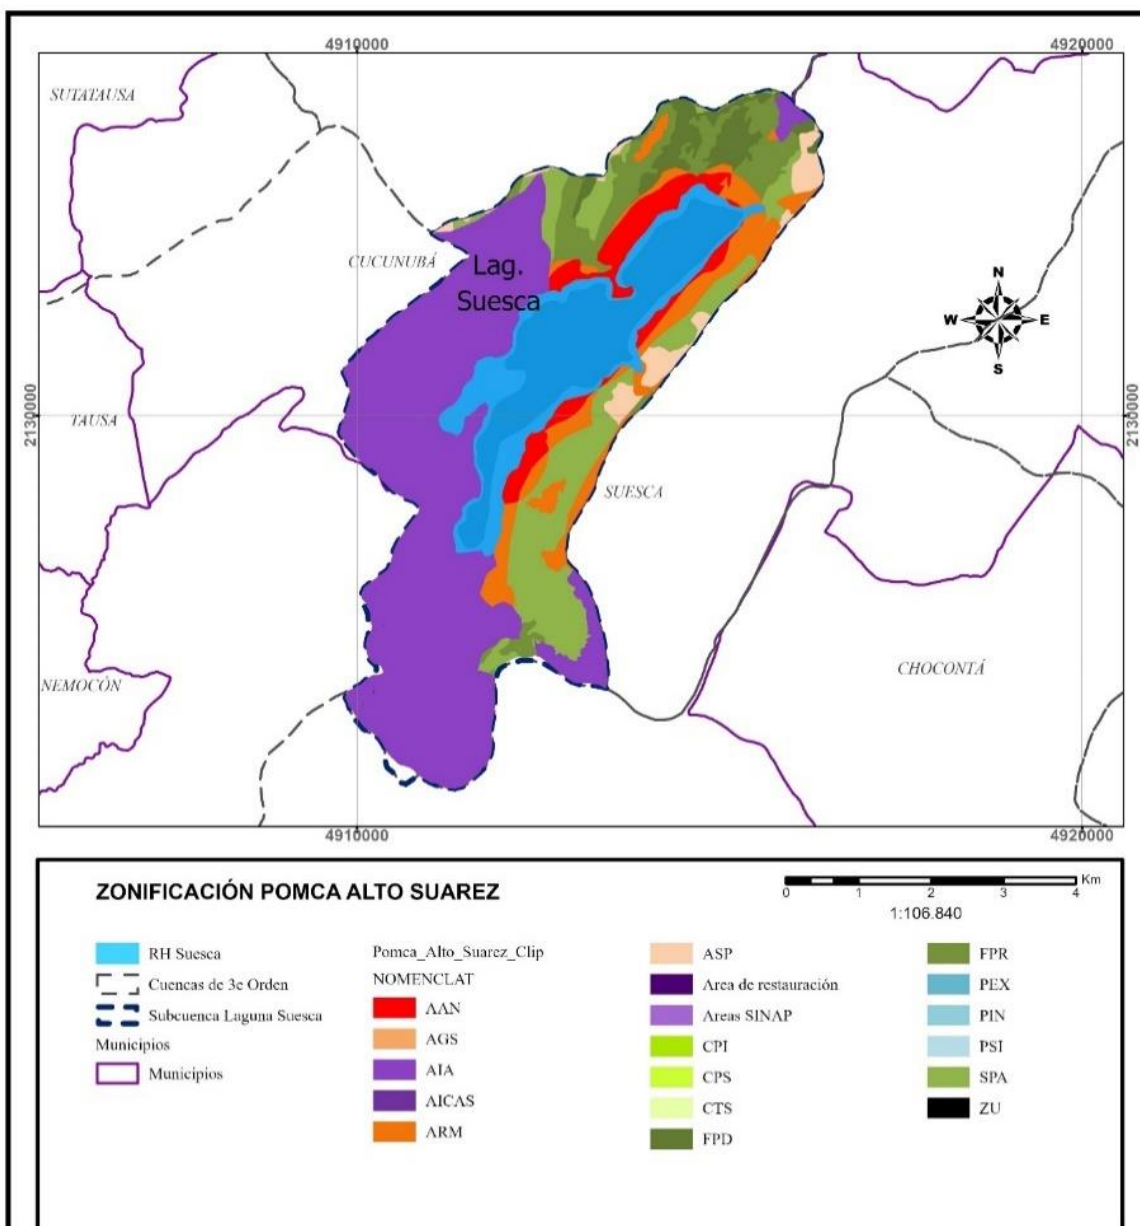 4910000
4920000
SUTATAUSA
CUCUNUBÁ
Lag.
Suesca
N
W
E
S
2130000
2130000
TAUSA
SUESCA
CHOCONTÁ
NEMOCÓN
4910000
4920000
ZONIFICACIÓN POMCA ALTO SUAREZ
0 1 2 3 4 Km
1:106.840
RH Suesca
Cuencas de 3e Orden
Subcuenca Laguna Suesca
Municipios
Municipios
Pomca_Alto_Suarez_Clip
NOMENCLAT
AAN
AGS
AIA
AICAS
ARM
ASP
Area de restauración
Areas SINAP
CPI
CPS
CTS
FPD
FPR
PEX
PIN
PSI
SPA
ZU